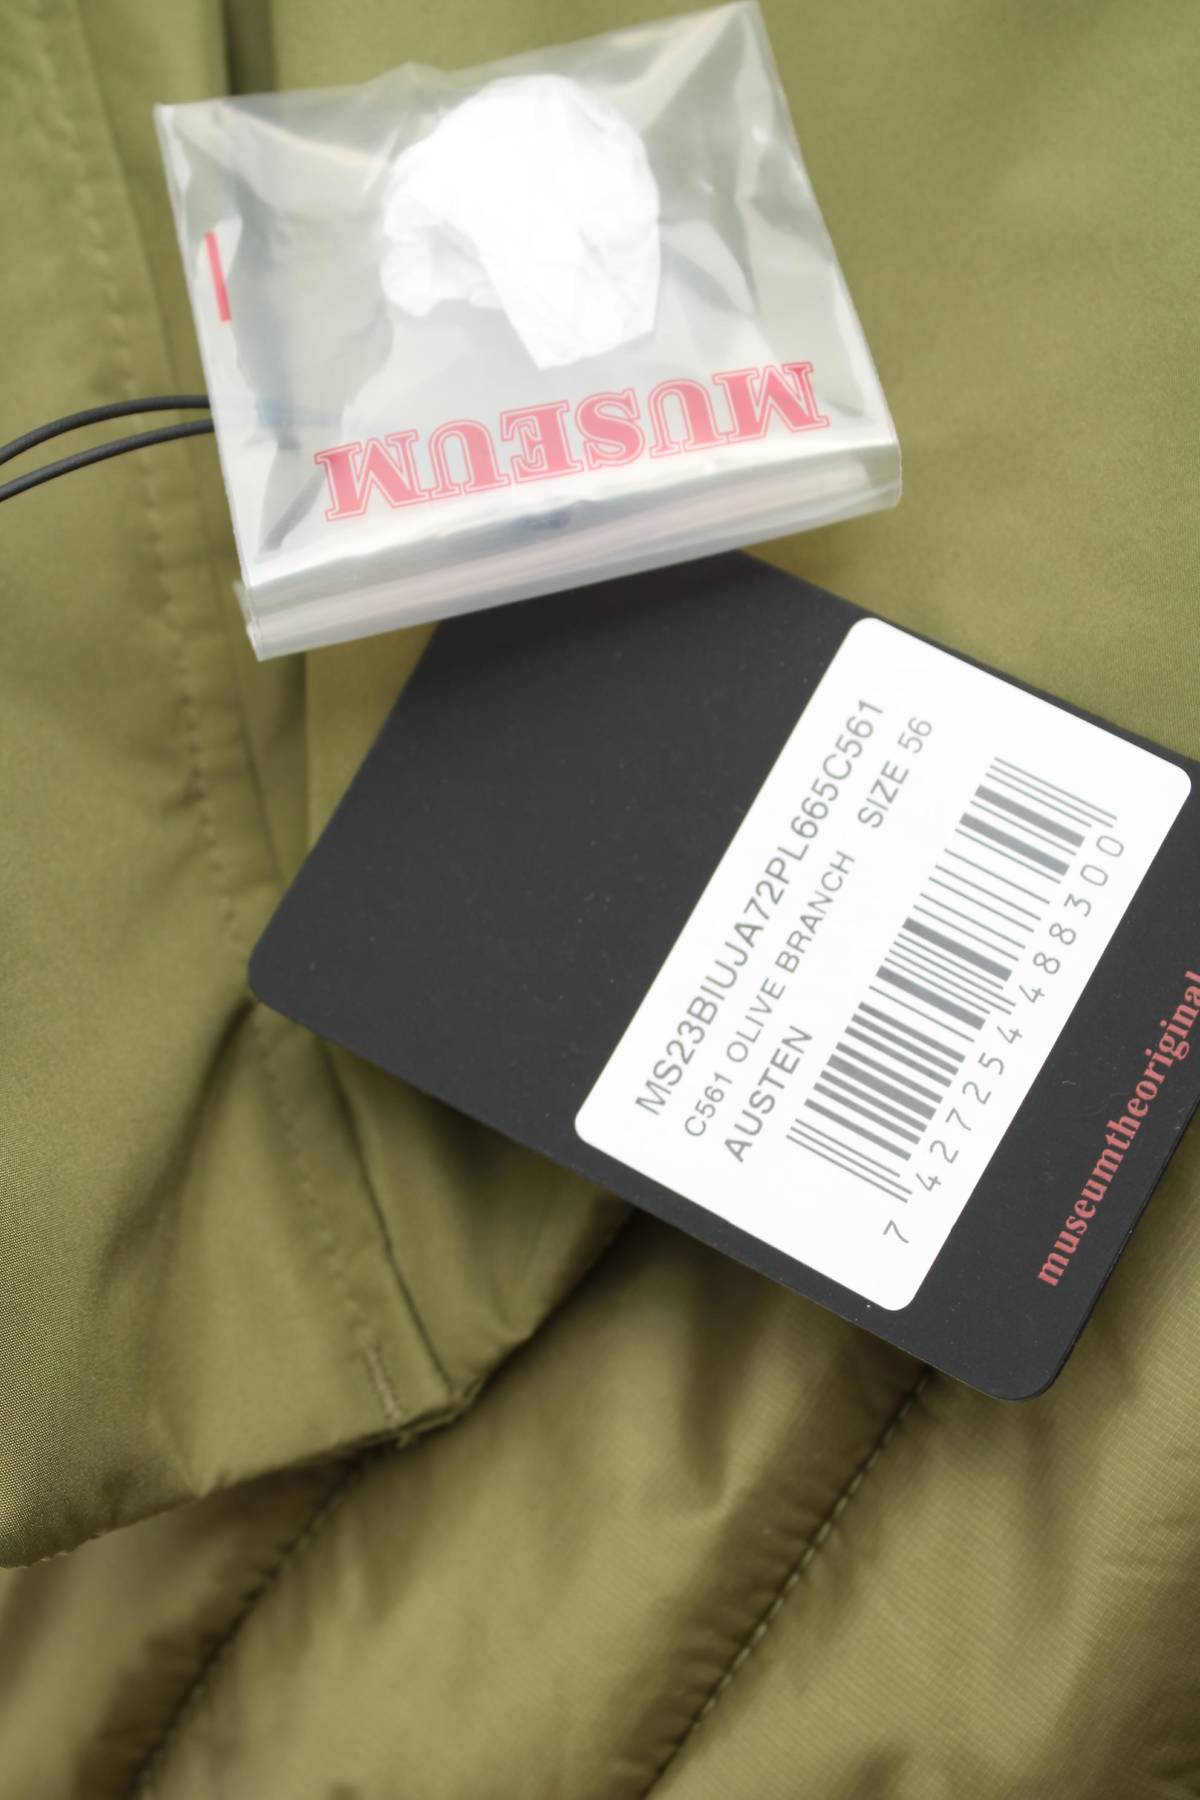 MUSEUM
MS23BIUJA72PL665C561
C561 OLIVE BRANCH SIZE 56
AUSTEN
7 427254 488300
museumtheoriginal